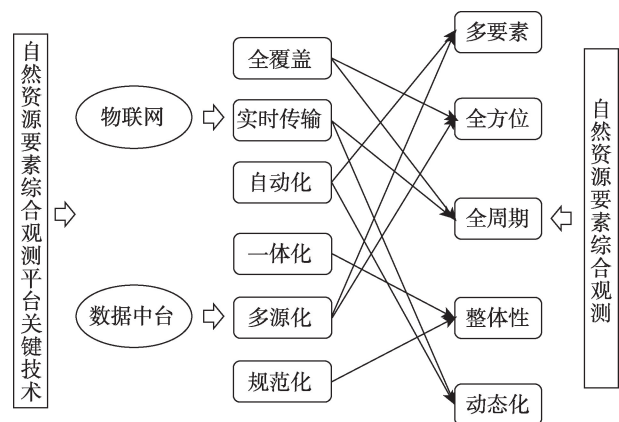 自然资源要素综合观测平台关键技术
物联网
数据中台
全覆盖
实时传输
自动化
一体化
多源化
规范化
多要素
全方位
全周期
整体性
动态化
自然资源要素综合观测